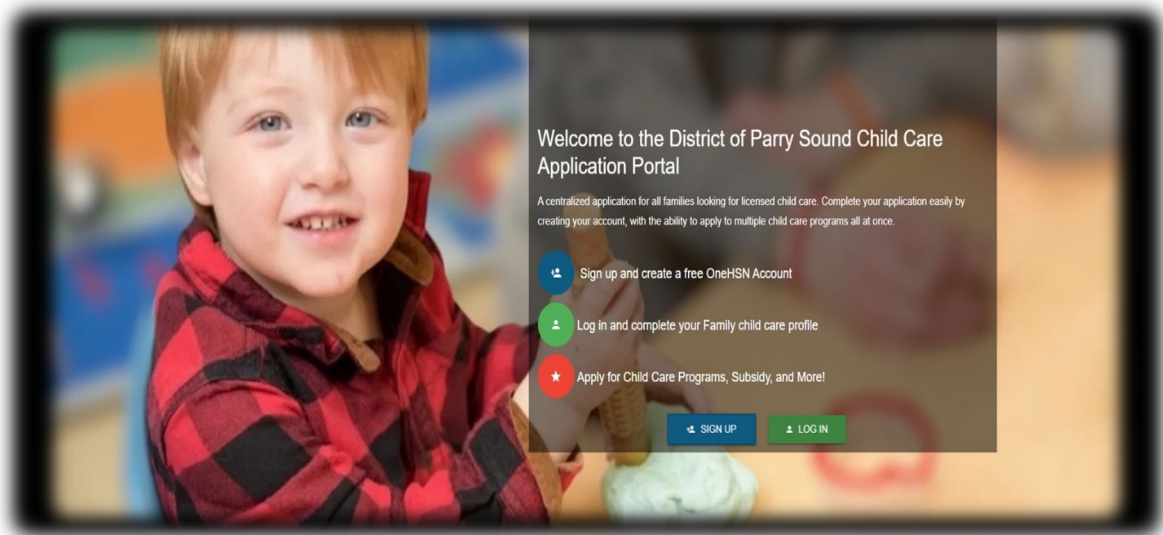 Welcome to the District of Parry Sound Child Care
Application Portal
A centralized application for all families looking for licensed child care. Complete your application easily by
creating your account, with the ability to apply to multiple child care programs all at once.
Sign up and create a free OneHSN Account
Log in and complete your Family child care profile
Apply for Child Care Programs, Subsidy, and More!
SIGN UP
LOG IN